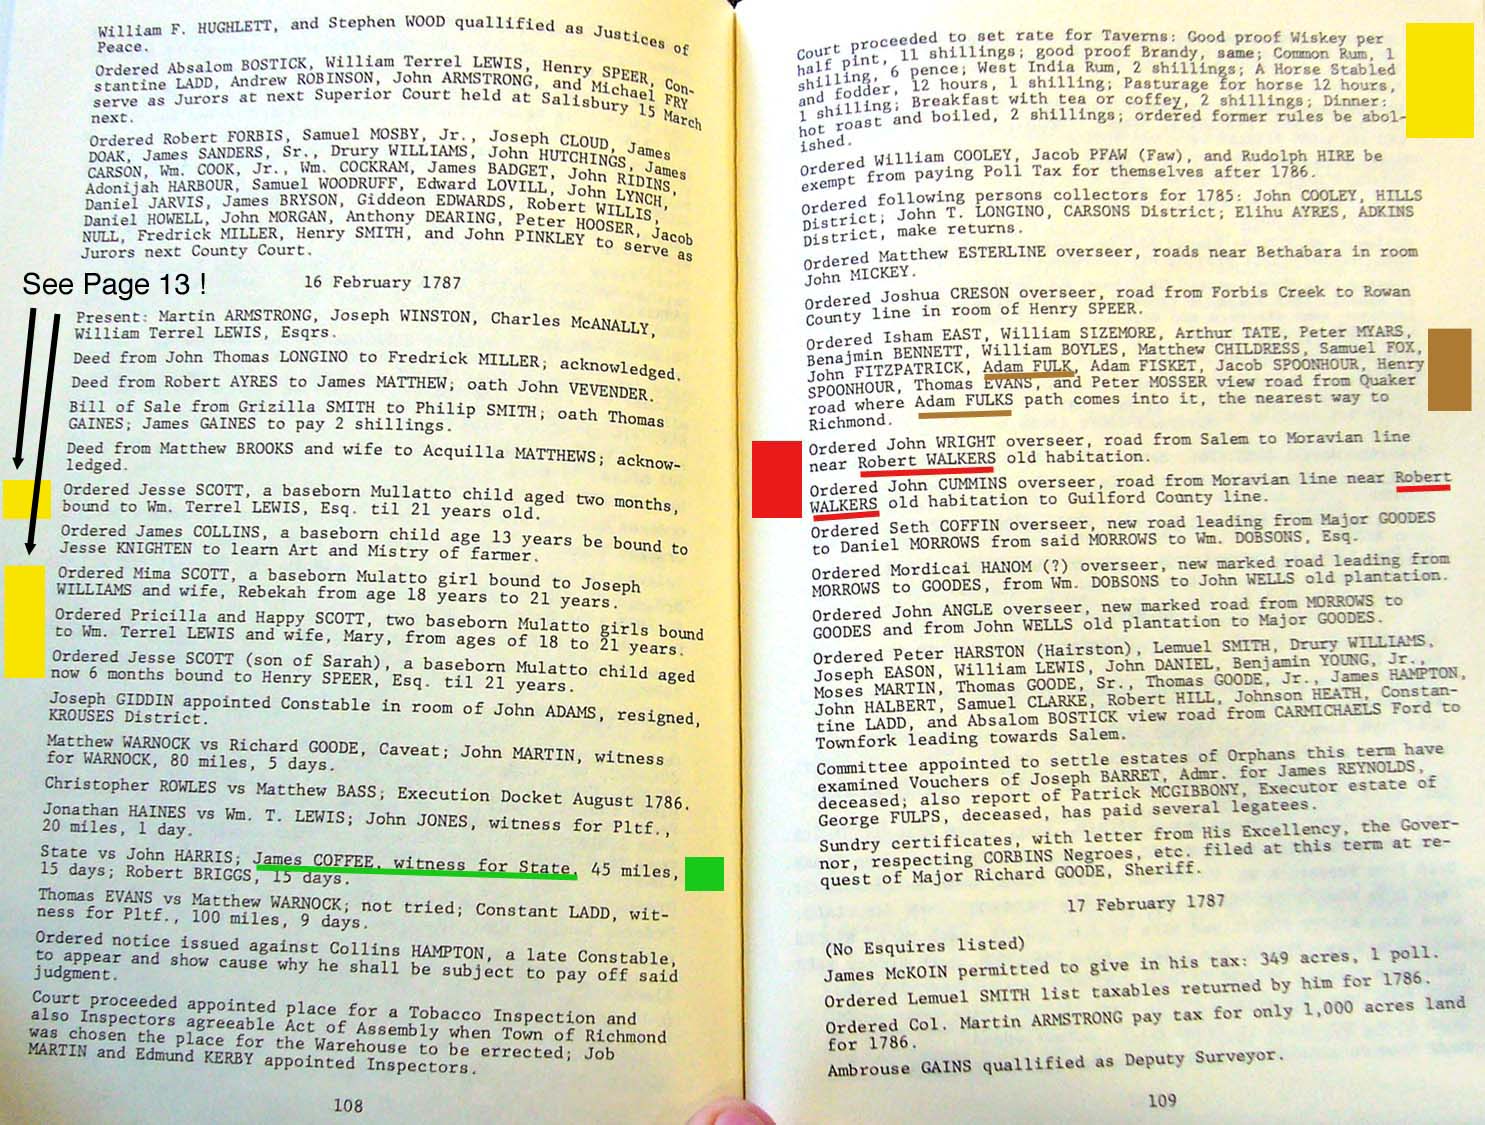 William F. HUGHLETT, and Stephen WOOD quallified as Justices of
Peace.
Ordered Absalom BOSTICK, William Terrel LEWIS, Henry SPEER, Con-
stantine LADD, Andrew ROBINSON, John ARMSTRONG, and Michael FRY
serve as Jurors at next Superior Court held at Salisbury 15 March
next.
Ordered Robert FORBIS, Samuel MOSBY, Jr., Joseph CLOUD, James
DOAK, James SANDERS, Sr., Drury WILLIAMS, John HUTCHINGS, James
CARSON, Wm. COOK, Jr., Wm. COCKRAM, James BADGET, John RIDINS,
Adonijah HARBOUR, Samuel WOODRUFF, Edward LOVILL, John LYNCH,
Daniel JARVIS, James BRYSON, Giddeon EDWARDS, Robert WILLIS,
Daniel HOWELL, John MORGAN, Anthony DEARING, Peter HOOSER, Jacob
NULL, Fredrick MILLER, Henry SMITH, and John PINKLEY to serve as
Jurors next County Court.
See Page 13 !
16 February 1787
Present: Martin ARMSTRONG, Joseph WINSTON, Charles McANALLY,
William Terrel LEWIS, Esqrs.
Deed from John Thomas LONGINO to Fredrick MILLER; acknowledged.
Deed from Robert AYRES to James MATTHEW; oath John VEVENDER.
Bill of Sale from Grizilla SMITH to Philip SMITH; oath Thomas
GAINES; James GAINES to pay 2 shillings.
Deed from Matthew BROOKS and wife to Acquilla MATTHEWS; acknow-
ledged.
Ordered Jesse SCOTT, a baseborn Mullatto child aged two months,
bound to Wm. Terrel LEWIS, Esq. til 21 years old.
Ordered James COLLINS, a baseborn child age 13 years be bound to
Jesse KNIGHTEN to learn Art and Mistry of farmer.
Ordered Mima SCOTT, a baseborn Mulatto girl bound to Joseph
WILLIAMS and wife, Rebekah from age 18 years to 21 years.
Ordered Pricilla and Happy SCOTT, two baseborn Mulatto girls bound
to Wm. Terrel LEWIS and wife, Mary, from ages of 18 to 21 years.
Ordered Jesse SCOTT (son of Sarah), a baseborn Mulatto child aged
now 6 months bound to Henry SPEER, Esq. til 21 years.
Joseph GIDDIN appointed Constable in room of John ADAMS, resigned,
KROUSES District.
Matthew WARNOCK vs Richard GOODE, Caveat; John MARTIN, witness
for WARNOCK, 80 miles, 5 days.
Christopher ROWLES vs Matthew BASS; Execution Docket August 1786.
Jonathan HAINES vs Wm. T. LEWIS; John JONES, witness for Pltf.,
20 miles, 1 day.
State vs John HARRIS; James COFFEE, witness for State, 45 miles,
15 days; Robert BRIGGS, 15 days.
Thomas EVANS vs Matthew WARNOCK; not tried; Constant LADD, wit-
ness for Pltf., 100 miles, 9 days.
Ordered notice issued against Collins HAMPTON, a late Constable,
to appear and show cause why he shall be subject to pay off said
judgment.
Court proceeded appointed place for a Tobacco Inspection and
also Inspectors agreeable Act of Assembly when Town of Richmond
was chosen the place for the Warehouse to be errected; Job
MARTIN and Edmund KERBY appointed Inspectors.
108
Court proceeded to set rate for Taverns: Good proof Wiskey per
half pint, 11 shillings; good proof Brandy, same; Common Rum, 1
shilling, 6 pence; West India Rum, 2 shillings; A Horse Stabled
and fodder, 12 hours, 1 shilling; Pasturage for horse 12 hours,
1 shilling; Breakfast with tea or coffey, 2 shillings; Dinner:
hot roast and boiled, 2 shillings; ordered former rules be abol-
ished.
Ordered William COOLEY, Jacob PFAW (Faw), and Rudolph HIRE be
exempt from paying Poll Tax for themselves after 1786.
Ordered following persons collectors for 1785: John COOLEY, HILLS
District; John T. LONGINO, CARSONS District; Elihu AYRES, ADKINS
District, make returns.
Ordered Matthew ESTERLINE overseer, roads near Bethabara in room
John MICKEY.
Ordered Joshua CRESON overseer, road from Forbis Creek to Rowan
County line in room of Henry SPEER.
Ordered Isham EAST, William SIZEMORE, Arthur TATE, Peter MYARS,
Benajmin BENNETT, William BOYLES, Matthew CHILDRESS, Samuel FOX,
John FITZPATRICK, Adam FULK, Adam FISKET, Jacob SPOONHOUR, Henry
SPOONHOUR, Thomas EVANS, and Peter MOSSER view road from Quaker
road where Adam FULKS path comes into it, the nearest way to
Richmond.
Ordered John WRIGHT overseer, road from Salem to Moravian line
near Robert WALKERS old habitation.
Ordered John CUMMINS overseer, road from Moravian line near Robert
WALKERS old habitation to Guilford County line.
Ordered Seth COFFIN overseer, new road leading from Major GOODES
to Daniel MORROWS from said MORROWS to Wm. DOBSONS, Esq.
Ordered Mordicai HANOM (?) overseer, new marked road leading from
MORROWS to GOODES, from Wm. DOBSONS to John WELLS old plantation.
Ordered John ANGLE overseer, new marked road from MORROWS to
GOODES and from John WELLS old plantation to Major GOODES.
Ordered Peter HARSTON (Hairston), Lemuel SMITH, Drury WILLIAMS,
Joseph EASON, William LEWIS, John DANIEL, Benjamin YOUNG, Jr.,
Moses MARTIN, Thomas GOODE, Sr., Thomas GOODE, Jr., James HAMPTON,
John HALBERT, Samuel CLARKE, Robert HILL, Johnson HEATH, Constan-
tine LADD, and Absalom BOSTICK view road from CARMICHAELS Ford to
Townfork leading towards Salem.
Committee appointed to settle estates of Orphans this term have
examined Vouchers of Joseph BARRET, Admr. for James REYNOLDS,
deceased; also report of Patrick MCGIBBONY, Executor estate of
George FULPS, deceased, has paid several legatees.
Sundry certificates, with letter from His Excellency, the Gover-
nor, respecting CORBINS Negroes, etc. filed at this term at re-
quest of Major Richard GOODE, Sheriff.
17 February 1787
(No Esquires listed)
James McKOIN permitted to give in his tax: 349 acres, 1 poll.
Ordered Lemuel SMITH list taxables returned by him for 1786.
Ordered Col. Martin ARMSTRONG pay tax for only 1,000 acres land
for 1786.
Ambrouse GAINS quallified as Deputy Surveyor.
109